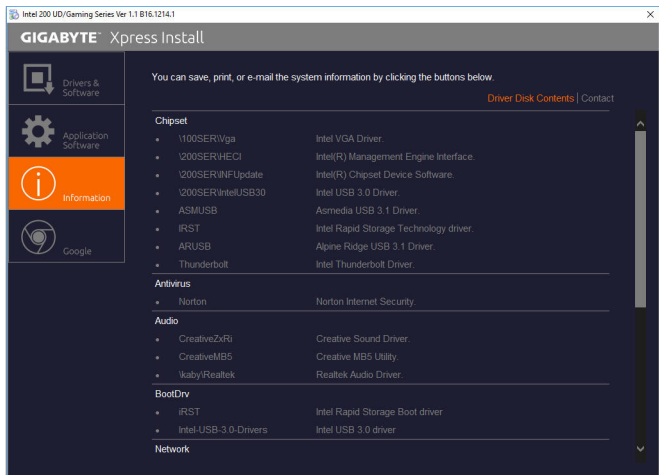 Intel 200 UD/Gaming Series Ver 1.1 B16.1214.1
GIGABYTE™ Xpress Install
Drivers &
Software
Application
Software
Information
Google
You can save, print, or e-mail the system information by clicking the buttons below.
Driver Disk Contents | Contact
Chipset
\100SER\Vga Intel VGA Driver.
\200SER\HECI Intel(R) Management Engine Interface.
\200SER\INFUpdate Intel(R) Chipset Device Software.
\200SER\IntelUSB30 Intel USB 3.0 Driver.
ASMUSB Asmedia USB 3.1 Driver.
IRST Intel Rapid Storage Technology driver.
ARUSB Alpine Ridge USB 3.1 Driver.
Thunderbolt Intel Thunderbolt Driver.
Antivirus
Norton Norton Internet Security.
Audio
CreativeZxRi Creative Sound Driver.
CreativeMB5 Creative MB5 Utility.
\kaby\Realtek Realtek Audio Driver.
BootDrv
iRST Intel Rapid Storage Boot driver
Intel-USB-3.0-Drivers Intel USB 3.0 driver
Network